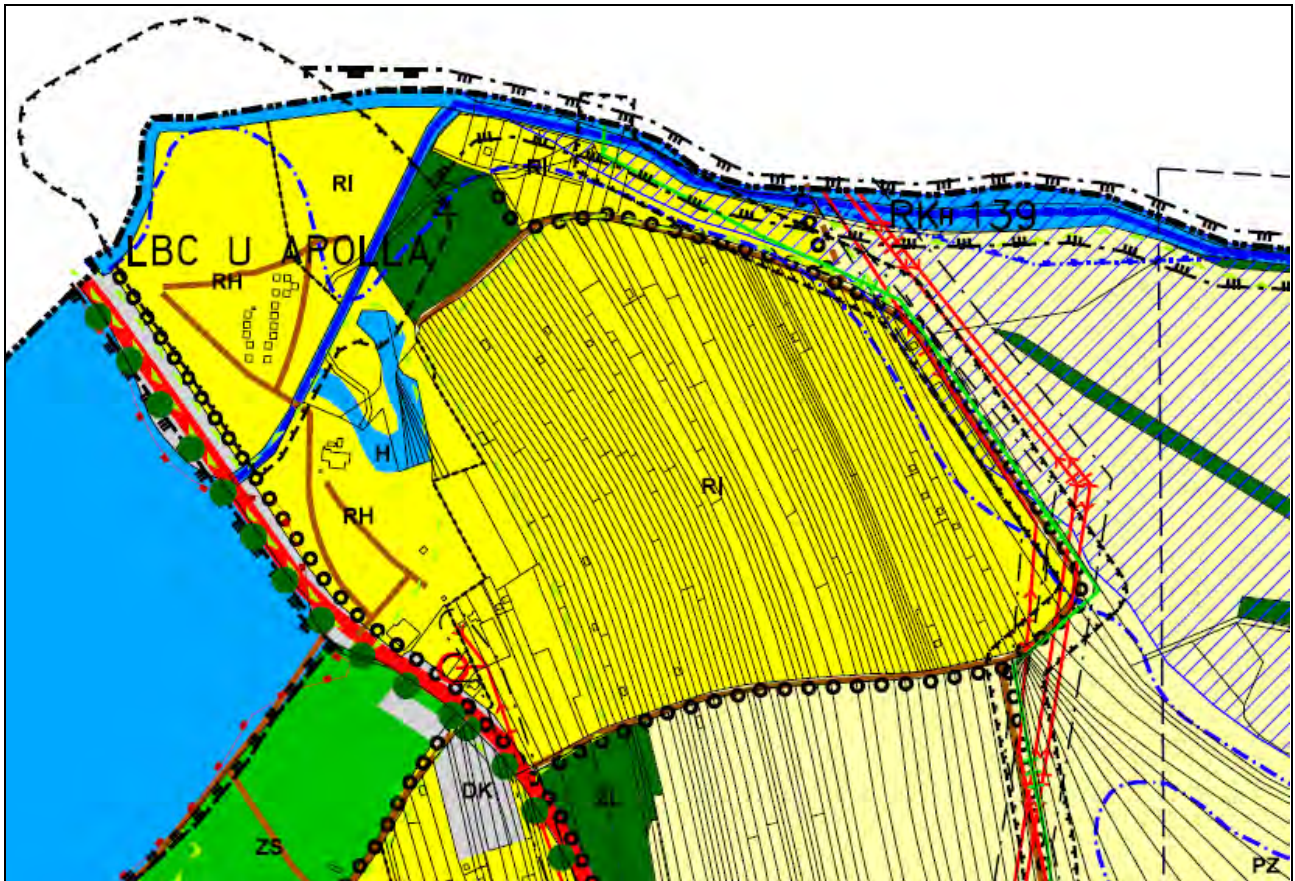 RI
RI
RKH 139
LBC U AROLLA
RH
H
RI
RH
DK
ZL
ZS
PZ